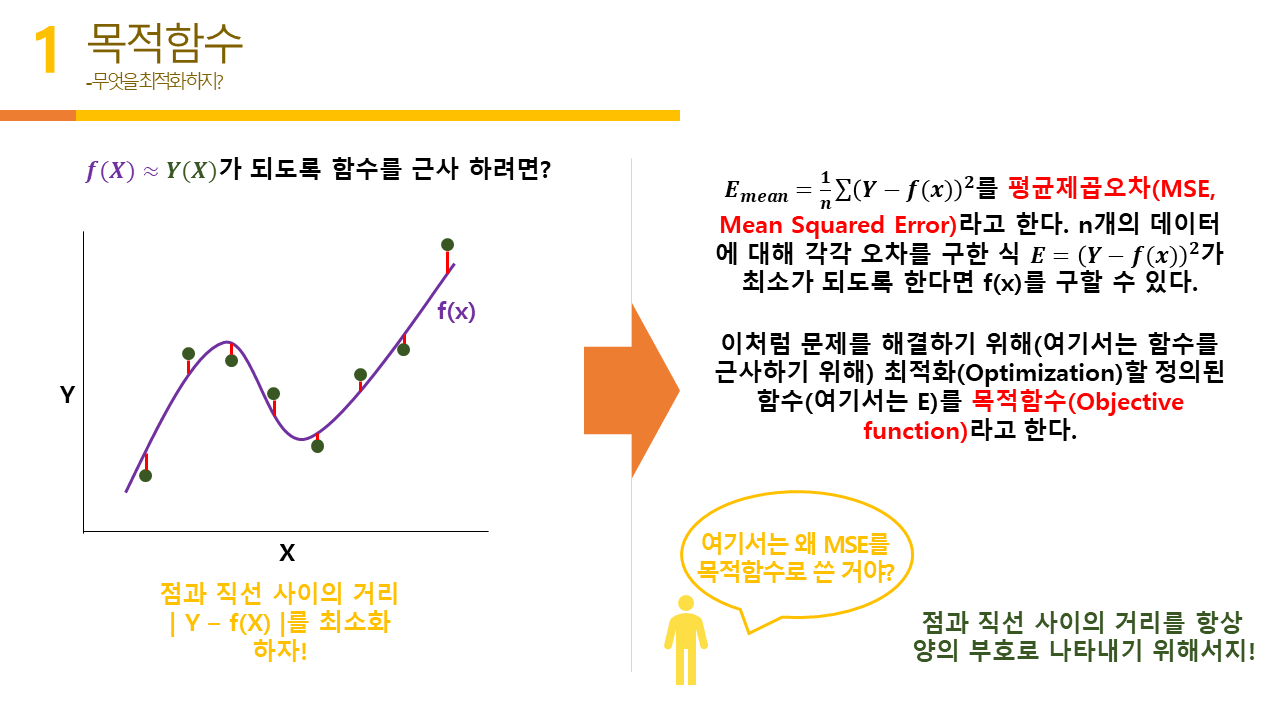 1
목적함수
-무엇을최적화하지?
f(X) ≈ Y(X)가 되도록 함수를 근사 하려면?
f(x)
Y
X
점과 직선 사이의 거리
| Y – f(X) |를 최소화
하자!
E_mean = 1/n ∑(Y − f(x))²를 평균제곱오차(MSE,
Mean Squared Error)라고 한다. n개의 데이터
에 대해 각각 오차를 구한 식 E = (Y − f(x))²가
최소가 되도록 한다면 f(x)를 구할 수 있다.
이처럼 문제를 해결하기 위해(여기서는 함수를
근사하기 위해) 최적화(Optimization)할 정의된
함수(여기서는 E)를 목적함수(Objective
function)라고 한다.
여기서는 왜 MSE를
목적함수로 쓴 거야?
점과 직선 사이의 거리를 항상
양의 부호로 나타내기 위해서지!